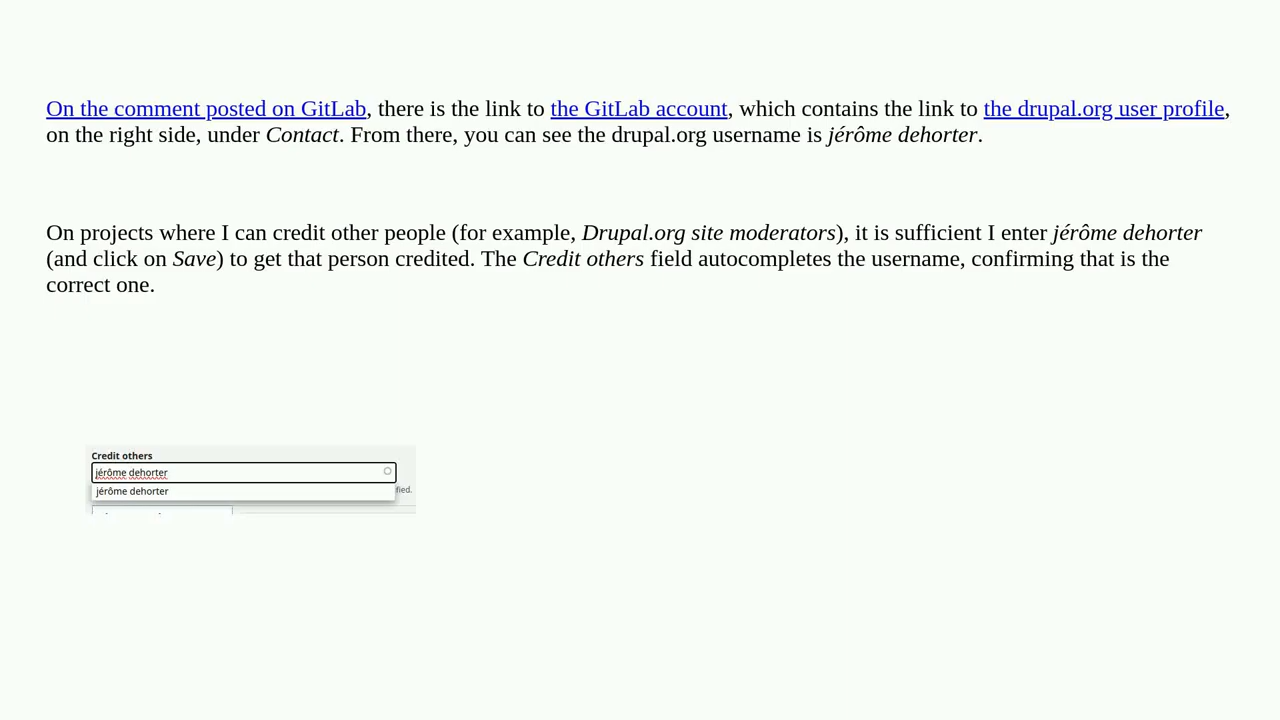 On the comment posted on GitLab, there is the link to the GitLab account, which contains the link to the drupal.org user profile,
on the right side, under Contact. From there, you can see the drupal.org username is jérôme dehorter.
On projects where I can credit other people (for example, Drupal.org site moderators), it is sufficient I enter jérôme dehorter
(and click on Save) to get that person credited. The Credit others field autocompletes the username, confirming that is the
correct one.
Credit others
jérôme dehorter
jérôme dehorter